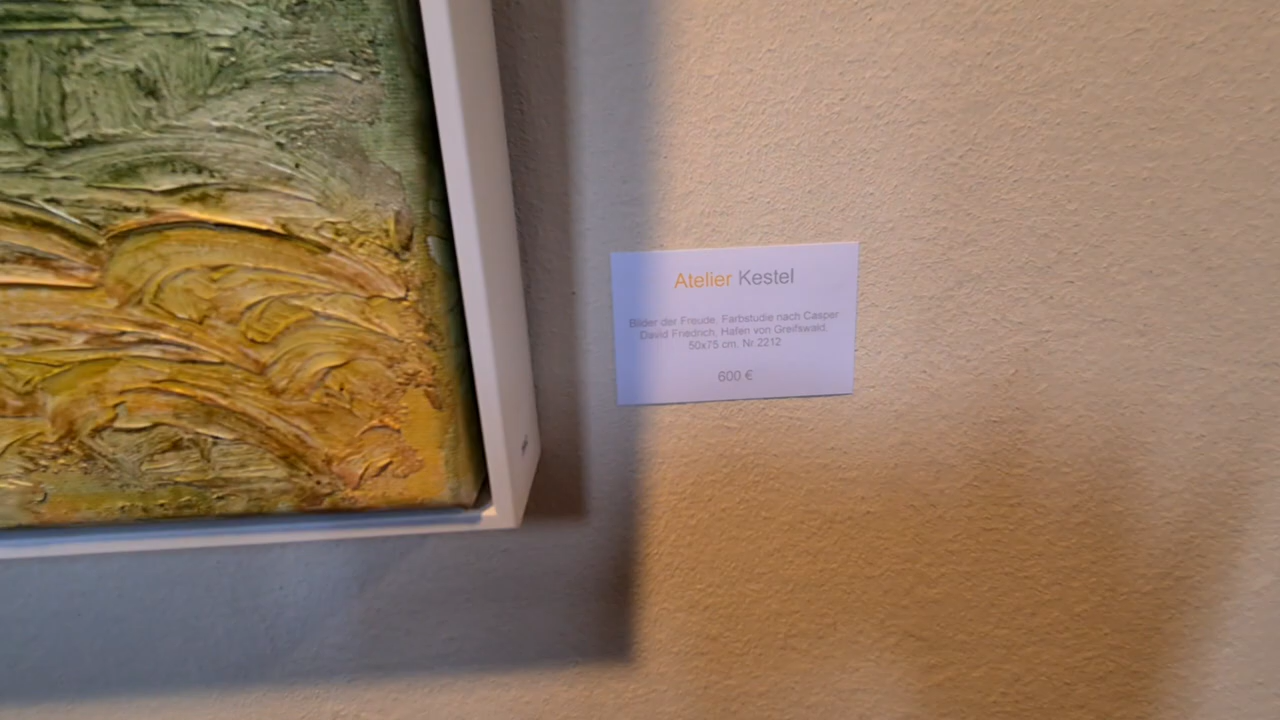 Atelier Kestel
Bilder der Freude, Farbstudie nach Casper
David Friedrich, Hafen von Greifswald,
50x75 cm, Nr 2212
600 €